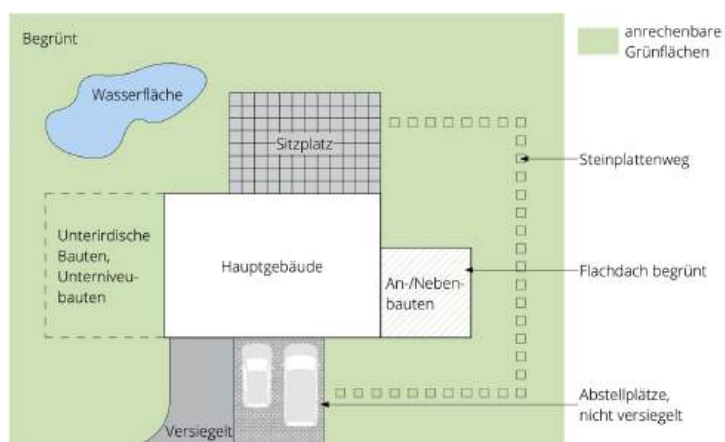 Begrünt
anrechenbare
Grünflächen
Wasserfläche
Sitzplatz
Steinplattenweg
Unterirdische
Bauten,
Unterniveu-
bauten
Hauptgebäude
An-/Neben-
bauten
Flachdach begrünt
Abstellplätze,
nicht versiegelt
Versiegelt